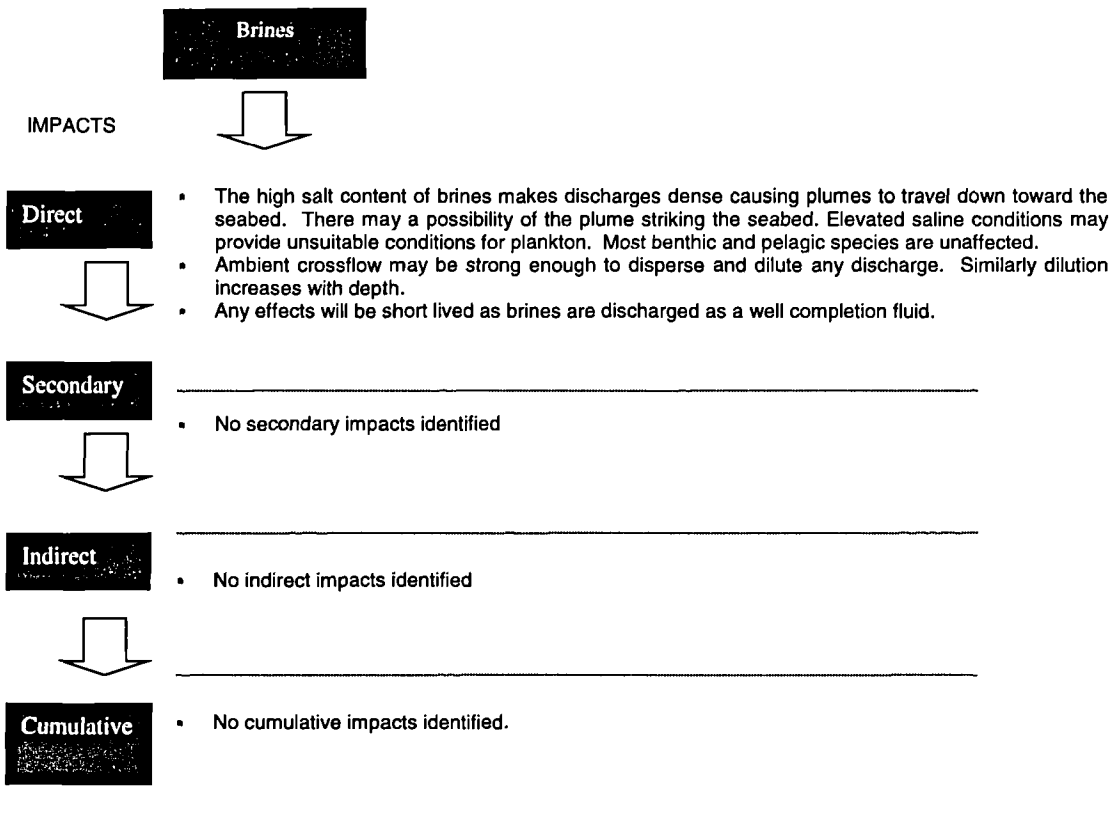 Brines
IMPACTS
Direct
• The high salt content of brines makes discharges dense causing plumes to travel down toward the
seabed. There may a possibility of the plume striking the seabed. Elevated saline conditions may
provide unsuitable conditions for plankton. Most benthic and pelagic species are unaffected.
• Ambient crossflow may be strong enough to disperse and dilute any discharge. Similarly dilution
increases with depth.
• Any effects will be short lived as brines are discharged as a well completion fluid.
Secondary
• No secondary impacts identified
Indirect
• No indirect impacts identified
Cumulative
• No cumulative impacts identified.